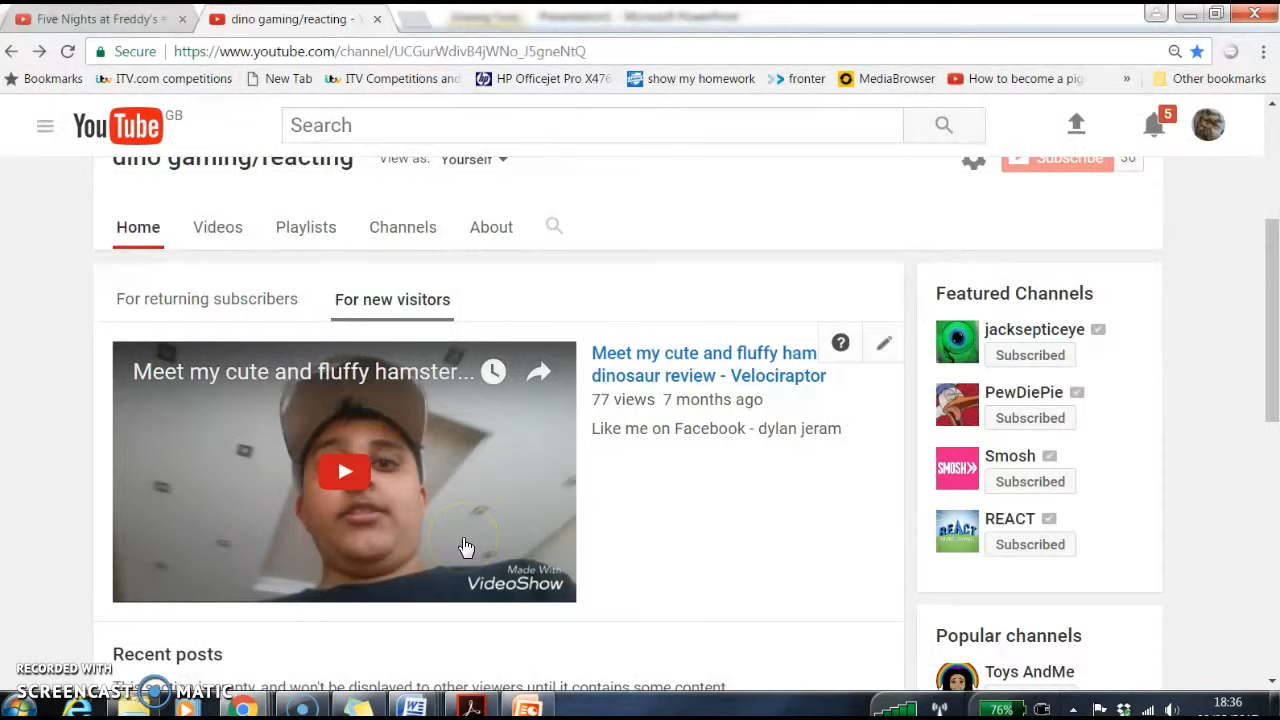 Five Nights at Freddy's
dino gaming/reacting -
Secure
https://www.youtube.com/channel/UCGurWdivB4jWNo_J5gneNtQ
Bookmarks
ITV.com competitions
New Tab
ITV Competitions and
HP Officejet Pro X476
show my homework
fronter
MediaBrowser
How to become a pig
»
Other bookmarks
YouTube GB
Search
5
dino gaming/reacting
View as:
Yourself
Subscribe
36
Home
Videos
Playlists
Channels
About
For returning subscribers
For new visitors
Meet my cute and fluffy hamster...
Made With
VideoShow
Meet my cute and fluffy ham
dinosaur review - Velociraptor
77 views 7 months ago
Like me on Facebook - dylan jeram
Featured Channels
jacksepticeye
Subscribed
PewDiePie
Subscribed
SMOSH
Smosh
Subscribed
REACT
REACT
Subscribed
Popular channels
Toys AndMe
Recent posts
and won't be displayed to other viewers until it contains some content.
RECORDED WITH
SCREENCAST MATIC
76%
18:36